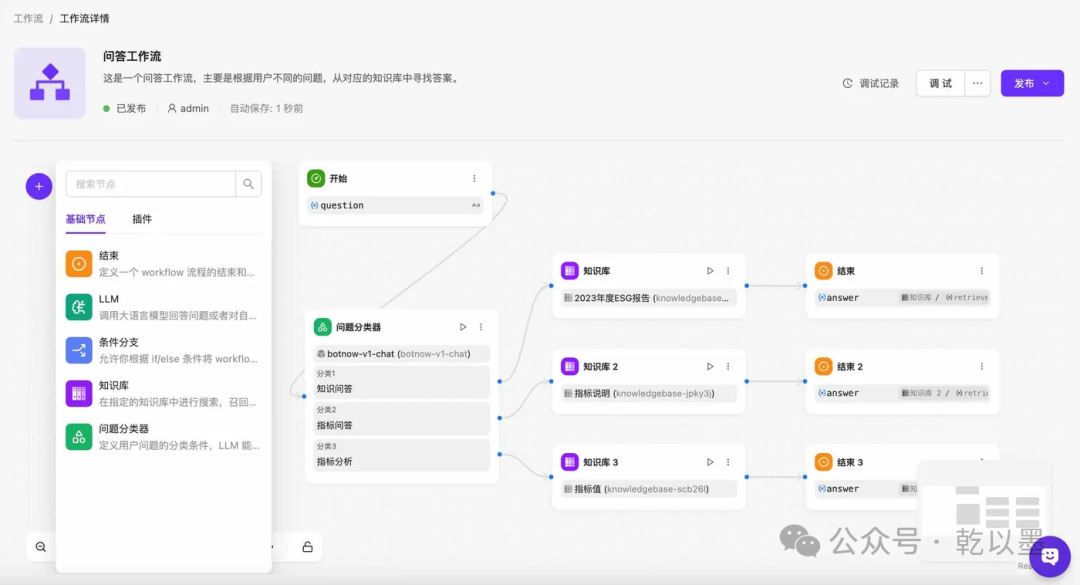 工作流 / 工作流详情
问答工作流
这是一个问答工作流，主要是根据用户不同的问题，从对应的知识库中寻找答案。
已发布 admin 自动保存: 1 秒前
调试记录 调 试 ··· 发布
搜索节点
基础节点 插件
结束
定义一个 workflow 流程的结束和...
LLM
调用大语言模型回答问题或者对自...
条件分支
允许你根据 if/else 条件将 workflo...
知识库
在指定的知识库中进行搜索，召回...
问题分类器
定义用户问题的分类条件，LLM 能...
开始
question
问题分类器
botnow-v1-chat (botnow-v1-chat)
分类1
知识问答
分类2
指标问答
分类3
指标分析
知识库
2023年度ESG报告 (knowledgebase...
知识库 2
指标说明 (knowledgebase-jpky3j)
知识库 3
指标值 (knowledgebase-scb26l)
结束
answer 知识库 / retrieve
结束 2
answer 知识库 2 / retrie
结束 3
answer
公众号 · 乾以墨